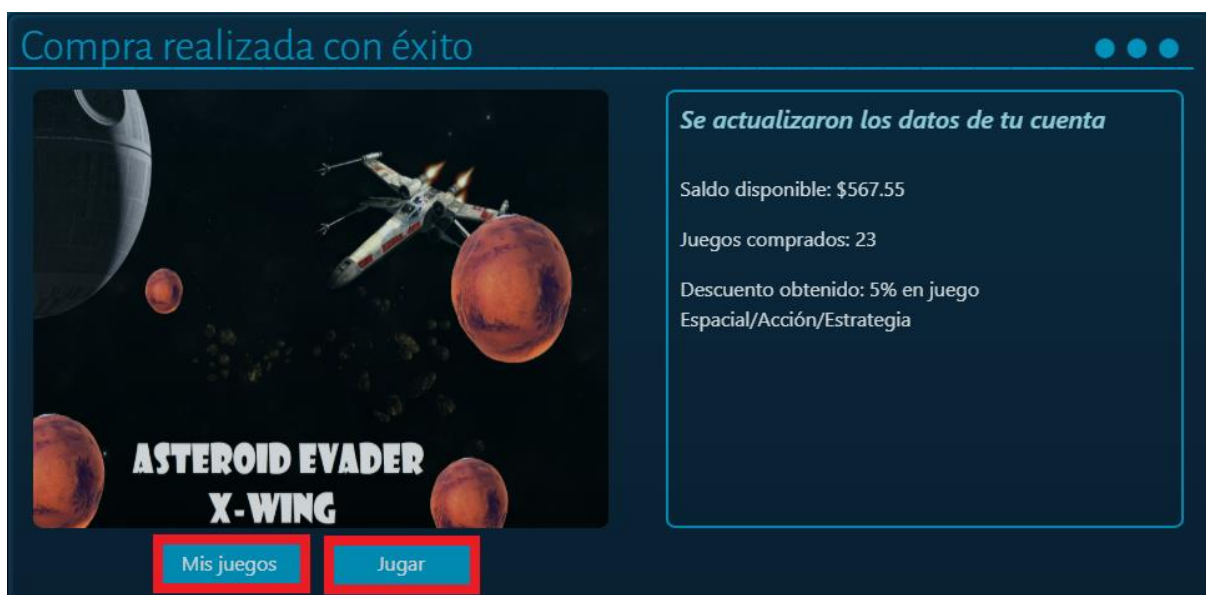 Compra realizada con éxito
ASTEROID EVADER
X-WING
Se actualizaron los datos de tu cuenta
Saldo disponible: $567.55
Juegos comprados: 23
Descuento obtenido: 5% en juego
Espacial/Acción/Estrategia
Mis juegos
Jugar